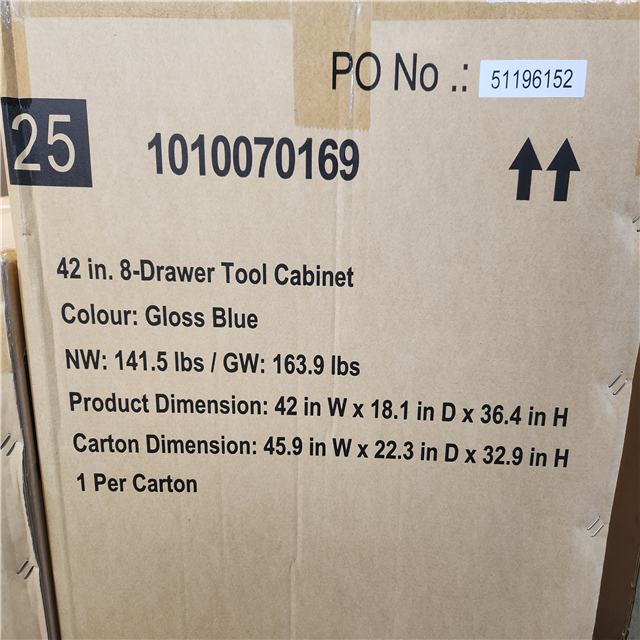 PO No .: 51196152
25
1010070169
42 in. 8-Drawer Tool Cabinet
Colour: Gloss Blue
NW: 141.5 lbs / GW: 163.9 lbs
Product Dimension: 42 in W x 18.1 in D x 36.4 in H
Carton Dimension: 45.9 in W x 22.3 in D x 32.9 in H
1 Per Carton